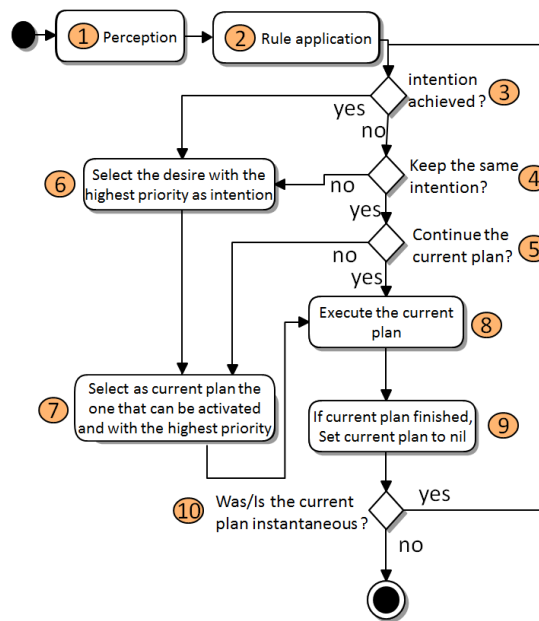 1 Perception
2 Rule application
intention
achieved ?
3
yes
no
6
Select the desire with the
highest priority as intention
no
Keep the same
intention?
4
yes
no
Continue the
current plan?
5
yes
Execute the current
plan
8
7
Select as current plan the
one that can be activated
and with the highest priority
If current plan finished,
Set current plan to nil
9
10
Was/Is the current
plan instantaneous ?
yes
no